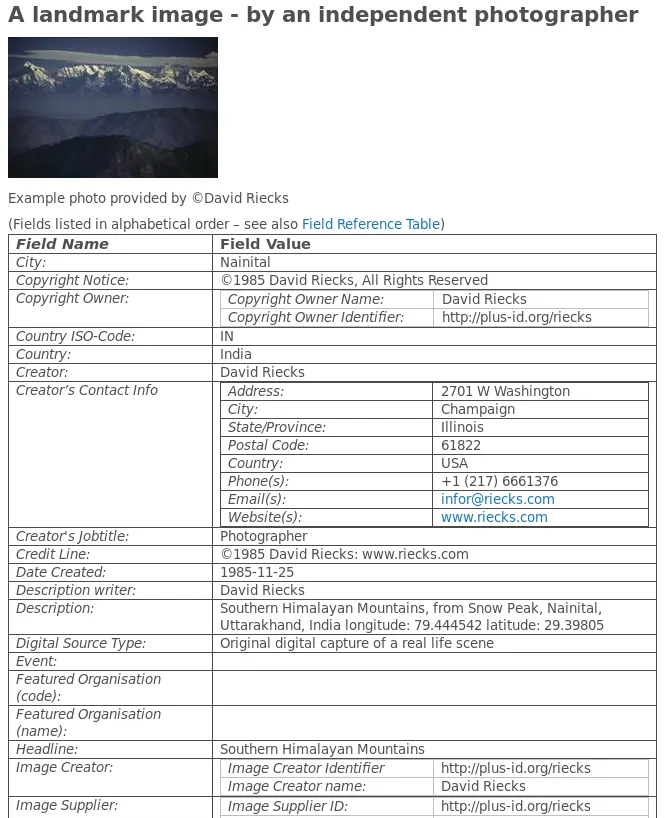 A landmark image - by an independent photographer
Example photo provided by ©David Riecks
(Fields listed in alphabetical order – see also Field Reference Table)
Field Name Field Value
City: Nainital
Copyright Notice: ©1985 David Riecks, All Rights Reserved
Copyright Owner: Copyright Owner Name: David Riecks
Copyright Owner Identifier: http://plus-id.org/riecks
Country ISO-Code: IN
Country: India
Creator: David Riecks
Creator’s Contact Info Address: 2701 W Washington
City: Champaign
State/Province: Illinois
Postal Code: 61822
Country: USA
Phone(s): +1 (217) 6661376
Email(s): infor@riecks.com
Website(s): www.riecks.com
Creator's Jobtitle: Photographer
Credit Line: ©1985 David Riecks: www.riecks.com
Date Created: 1985-11-25
Description writer: David Riecks
Description: Southern Himalayan Mountains, from Snow Peak, Nainital,
Uttarakhand, India longitude: 79.444542 latitude: 29.39805
Digital Source Type: Original digital capture of a real life scene
Event:
Featured Organisation
(code):
Featured Organisation
(name):
Headline: Southern Himalayan Mountains
Image Creator: Image Creator Identifier http://plus-id.org/riecks
Image Creator name: David Riecks
Image Supplier: Image Supplier ID: http://plus-id.org/riecks